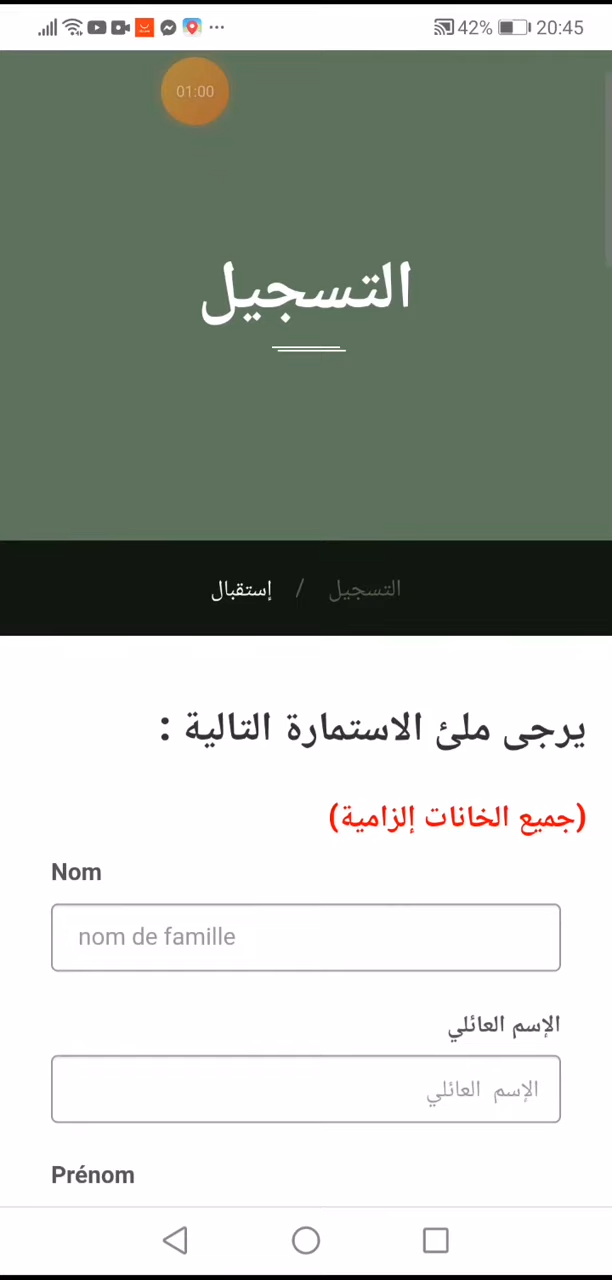 42% 20:45
01:00
التسجيل
التسجيل / إستقبال
يرجى ملئ الاستمارة التالية :
(جميع الخانات إلزامية)
Nom
nom de famille
الإسم العائلي
الإسم العائلي
Prénom